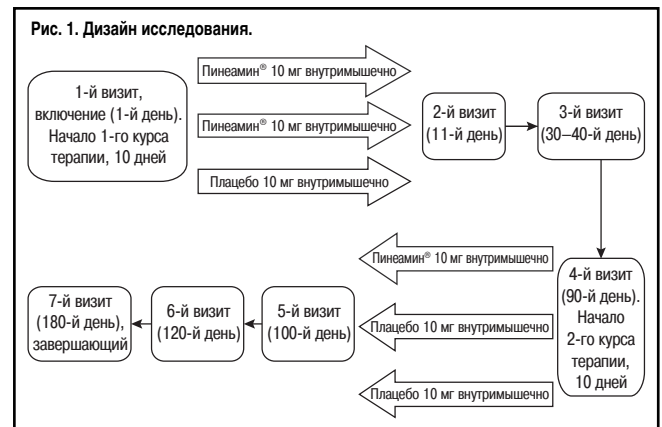 Рис. 1. Дизайн исследования.
1-й визит,
включение (1-й день).
Начало 1-го курса
терапии, 10 дней
Пинеамин® 10 мг внутримышечно
Пинеамин® 10 мг внутримышечно
Плацебо 10 мг внутримышечно
2-й визит
(11-й день)
3-й визит
(30–40-й день)
4-й визит
(90-й день).
Начало
2-го курса
терапии,
10 дней
Пинеамин® 10 мг внутримышечно
Плацебо 10 мг внутримышечно
Плацебо 10 мг внутримышечно
5-й визит
(100-й день)
6-й визит
(120-й день)
7-й визит
(180-й день),
завершающий